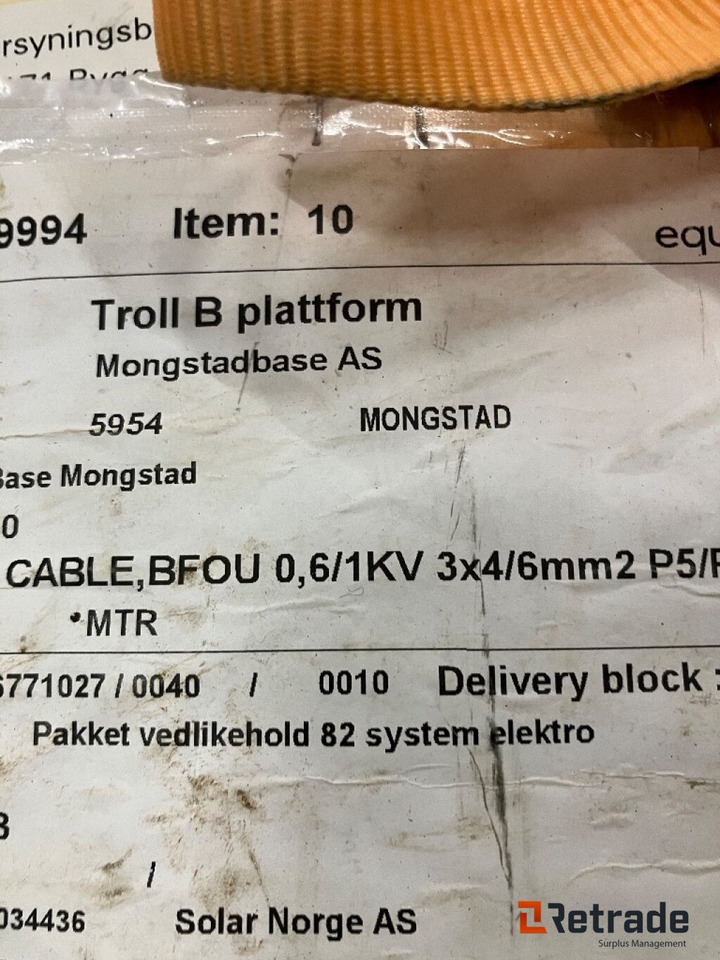 rsyningsb
9994 Item: 10 equ
Troll B plattform
Mongstadbase AS
5954 MONGSTAD
Base Mongstad
0
CABLE,BFOU 0,6/1KV 3x4/6mm2 P5/
*MTR
6771027 / 0040 / 0010 Delivery block :
Pakket vedlikehold 82 system elektro
3
/
034436 Solar Norge AS
Retrade
Surplus Management